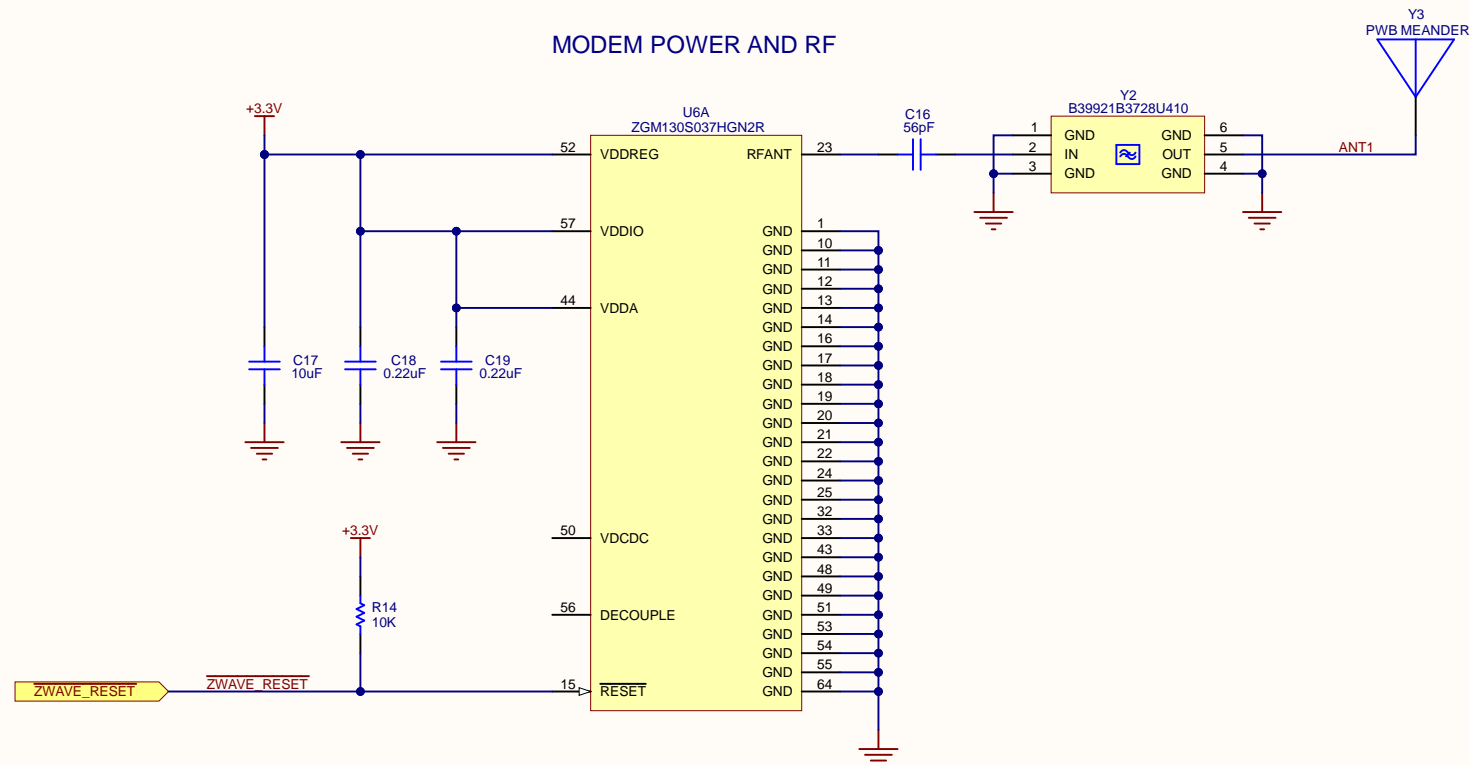 MODEM POWER AND RF
Y3
PWB MEANDER
+3.3V
U6A
ZGM130S037HGN2R
C16
56pF
Y2
B39921B3728U410
1 GND GND 6
2 IN OUT 5
3 GND GND 4
ANT1
52 VDDREG RFANT 23
57 VDDIO GND 1
GND 10
GND 11
GND 12
44 VDDA GND 13
GND 14
GND 16
C17
10uF
C18
0.22uF
C19
0.22uF
GND 17
GND 18
GND 19
GND 20
GND 21
GND 22
GND 24
GND 25
GND 32
+3.3V
50 VDCDC GND 33
GND 43
GND 48
GND 49
R14
10K
56 DECOUPLE GND 51
GND 53
GND 54
GND 55
ZWAVE_RESET ZWAVE_RESET 15 RESET GND 64